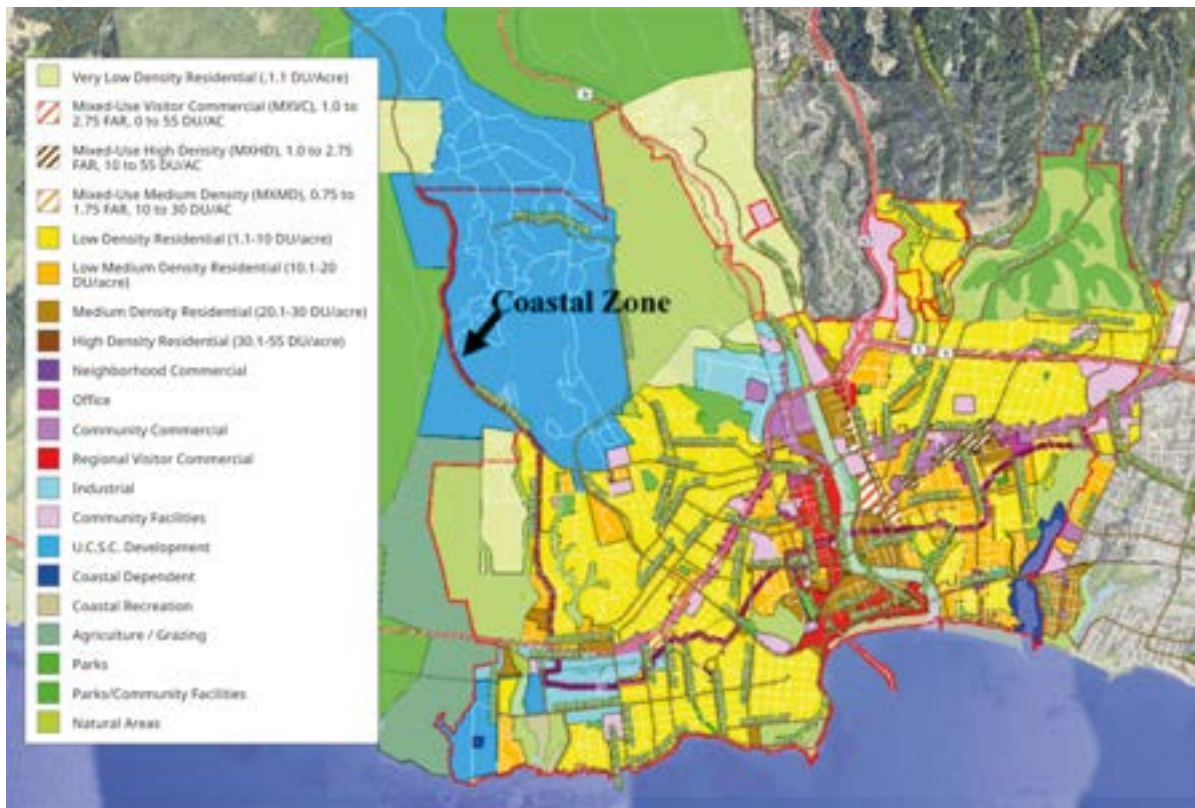 Very Low Density Residential (.1.1 DU/Acre)
Mixed-Use Visitor Commercial (MXVC), 1.0 to
2.75 FAR, 0 to 55 DU/AC
Mixed-Use High Density (MXHD), 1.0 to 2.75
FAR, 10 to 55 DU/AC
Mixed-Use Medium Density (MXMD), 0.75 to
1.75 FAR, 10 to 30 DU/AC
Low Density Residential (1.1-10 DU/acre)
Low Medium Density Residential (10.1-20
DU/acre)
Medium Density Residential (20.1-30 DU/acre)
High Density Residential (30.1-55 DU/acre)
Neighborhood Commercial
Office
Community Commercial
Regional Visitor Commercial
Industrial
Community Facilities
U.C.S.C. Development
Coastal Dependent
Coastal Recreation
Agriculture / Grazing
Parks
Parks/Community Facilities
Natural Areas
Coastal Zone